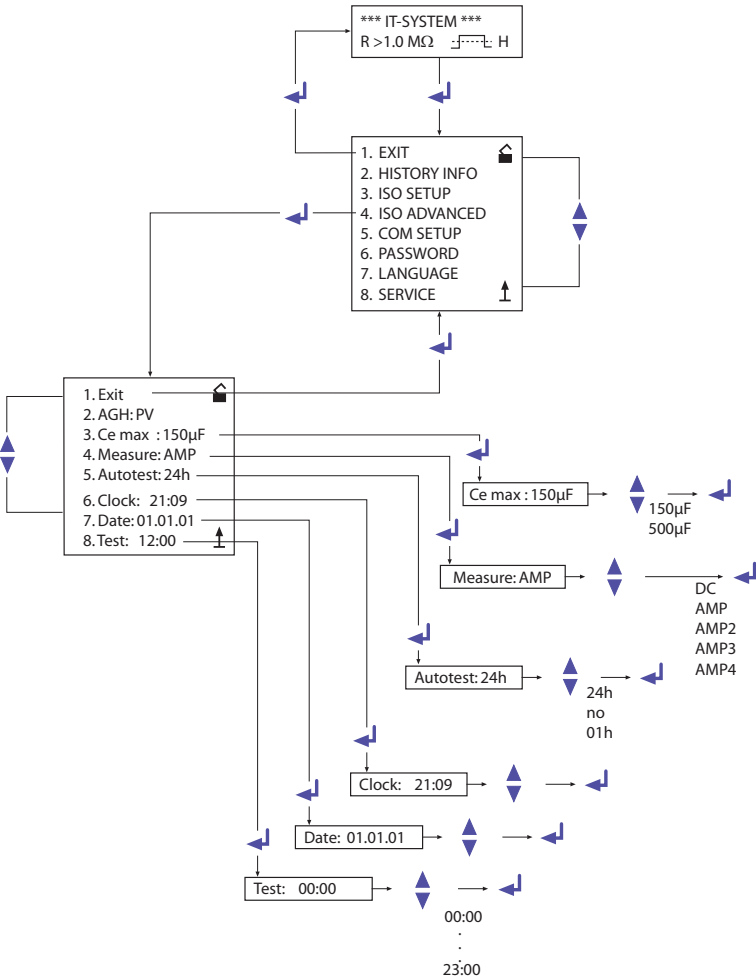 *** IT-SYSTEM ***
R >1.0 MΩ H
1. EXIT
2. HISTORY INFO
3. ISO SETUP
4. ISO ADVANCED
5. COM SETUP
6. PASSWORD
7. LANGUAGE
8. SERVICE
1. Exit
2. AGH: PV
3. Ce max : 150µF
4. Measure: AMP
5. Autotest: 24h
6. Clock: 21:09
7. Date: 01.01.01
8. Test: 12:00
Ce max : 150µF
150µF
500µF
Measure: AMP
DC
AMP
AMP2
AMP3
AMP4
Autotest: 24h
24h
no
01h
Clock: 21:09
Date: 01.01.01
Test: 00:00
00:00
.
.
23:00